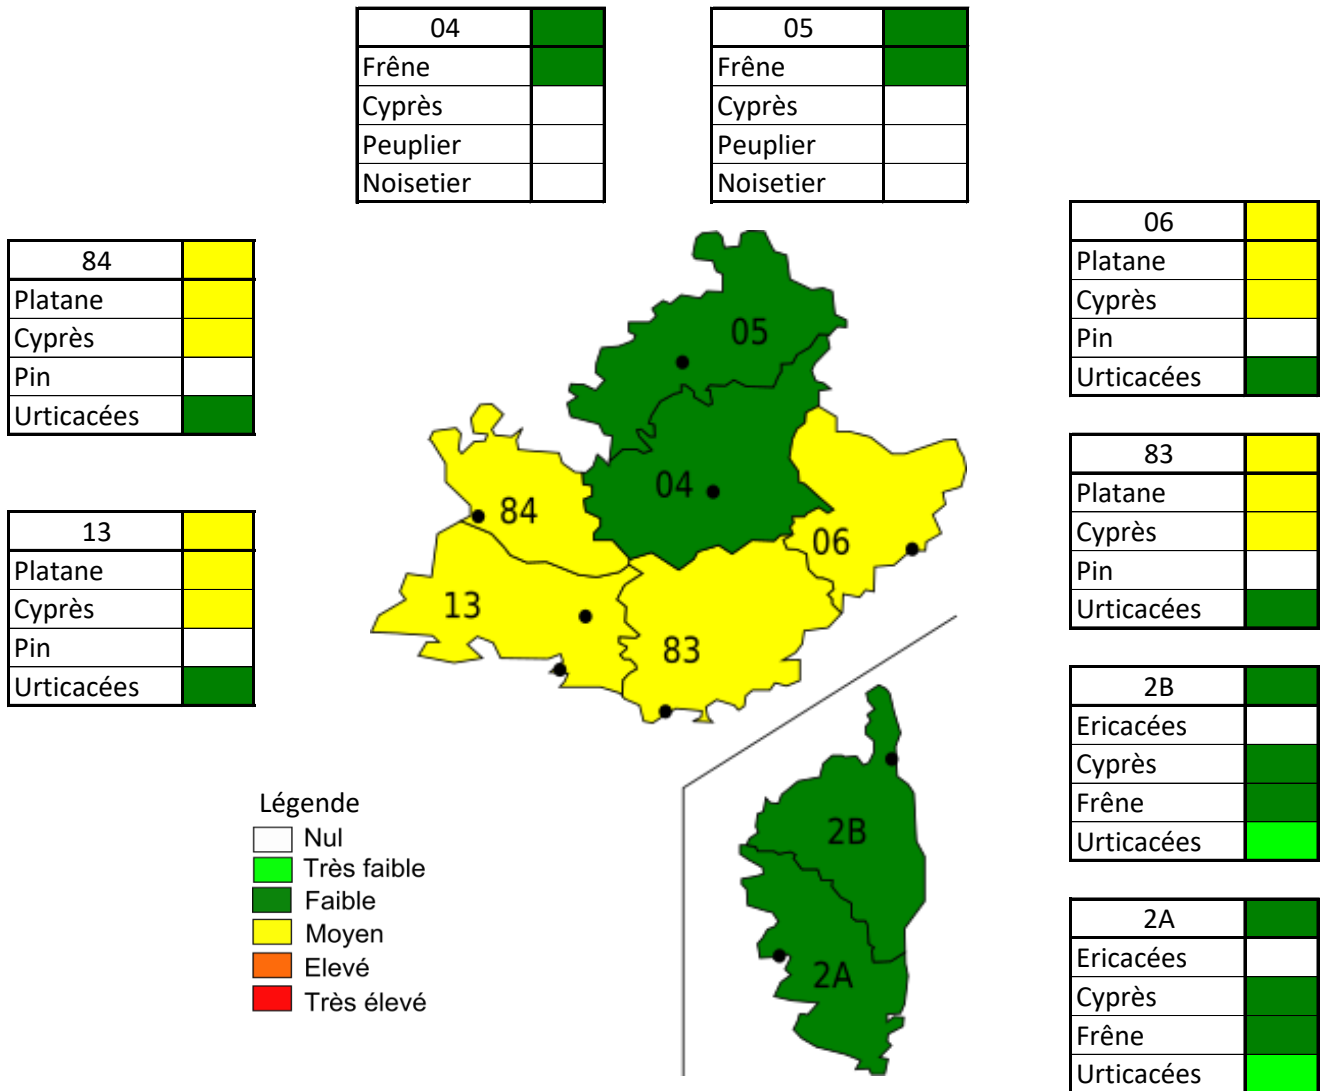 04
Frêne
Cyprès
Peuplier
Noisetier
05
Frêne
Cyprès
Peuplier
Noisetier
84
Platane
Cyprès
Pin
Urticacées
06
Platane
Cyprès
Pin
Urticacées
13
Platane
Cyprès
Pin
Urticacées
83
Platane
Cyprès
Pin
Urticacées
05
04
84
06
13
83
2B
2A
2B
Ericacées
Cyprès
Frêne
Urticacées
2A
Ericacées
Cyprès
Frêne
Urticacées
Légende
Nul
Très faible
Faible
Moyen
Elevé
Très élevé